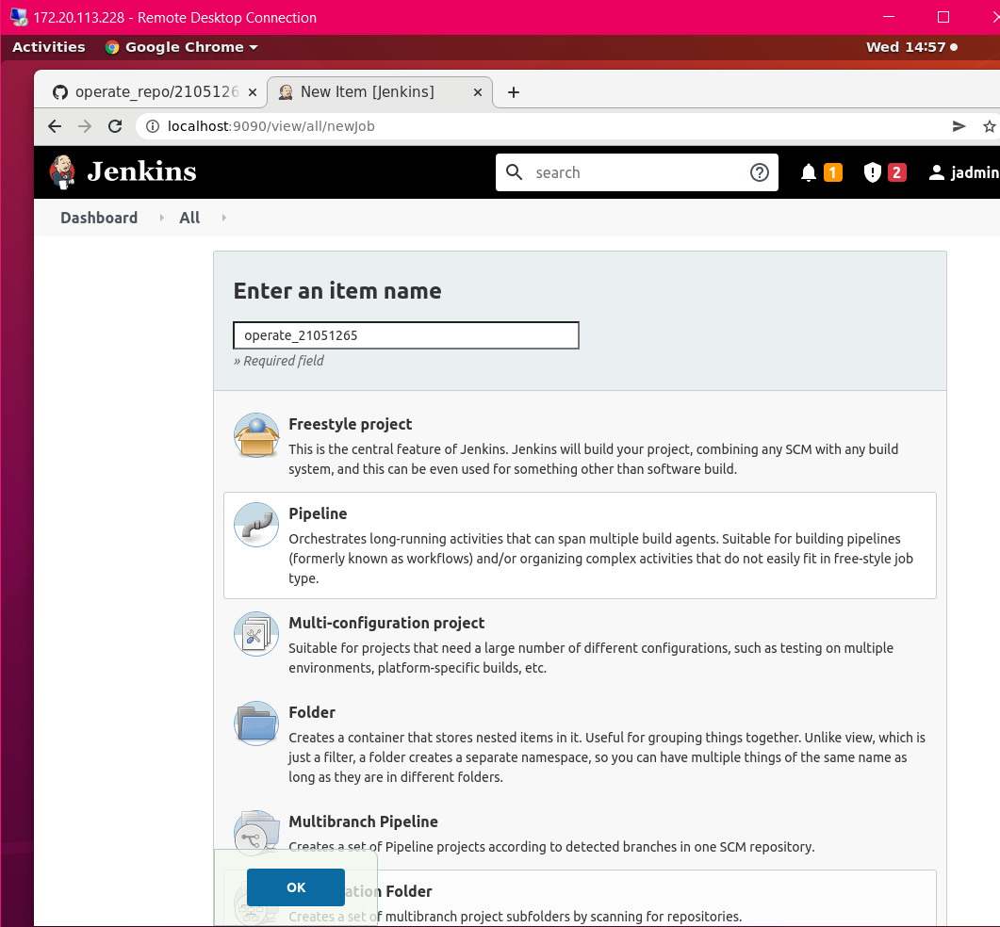 172.20.113.228 - Remote Desktop Connection
Activities Google Chrome Wed 14:57
operate_repo/2105126 New Item [Jenkins]
localhost:9090/view/all/newJob
Jenkins search 1 2 jadmin
Dashboard All
Enter an item name
operate_21051265
» Required field
Freestyle project
This is the central feature of Jenkins. Jenkins will build your project, combining any SCM with any build
system, and this can be even used for something other than software build.
Pipeline
Orchestrates long-running activities that can span multiple build agents. Suitable for building pipelines
(formerly known as workflows) and/or organizing complex activities that do not easily fit in free-style job
type.
Multi-configuration project
Suitable for projects that need a large number of different configurations, such as testing on multiple
environments, platform-specific builds, etc.
Folder
Creates a container that stores nested items in it. Useful for grouping things together. Unlike view, which is
just a filter, a folder creates a separate namespace, so you can have multiple things of the same name as
long as they are in different folders.
Multibranch Pipeline
Creates a set of Pipeline projects according to detected branches in one SCM repository.
OK
Folder
Creates a set of multibranch project subfolders by scanning for repositories.